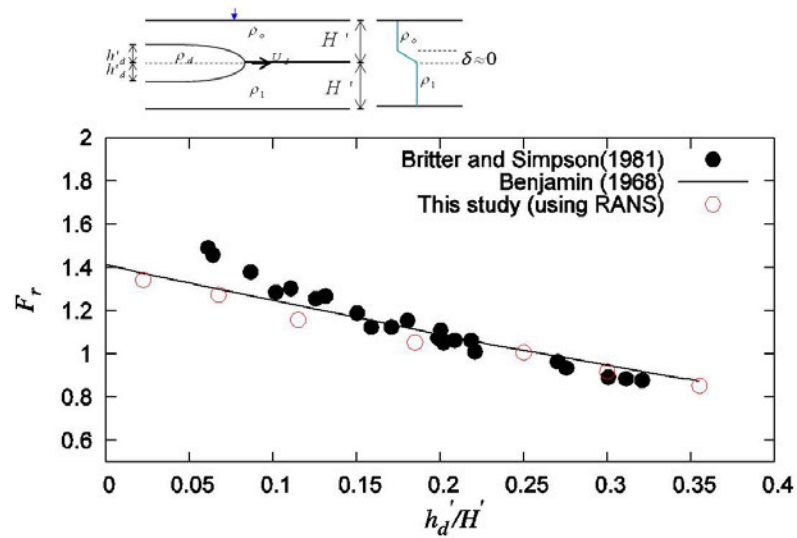 ρₒ
H '
h'd
ρ d
U d
δ≈0
h'd
ρ₁
H '
ρₒ
ρ₁
2
1.8
1.6
1.4
1.2
1
0.8
0.6
Fr
Britter and Simpson(1981)
Benjamin (1968)
This study (using RANS)
0
0.05
0.1
0.15
0.2
0.25
0.3
0.35
0.4
hd'/H'